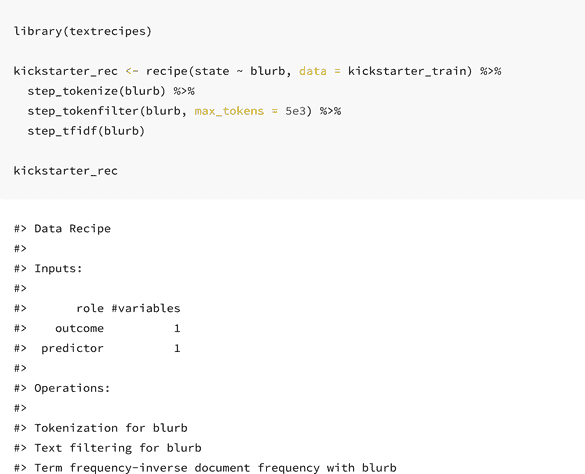 library(textrecipes)
kickstarter_rec <- recipe(state ~ blurb, data = kickstarter_train) %>%
  step_tokenize(blurb) %>%
  step_tokenfilter(blurb, max_tokens = 5e3) %>%
  step_tfidf(blurb)
kickstarter_rec
#> Data Recipe
#>
#> Inputs:
#>
#>       role #variables
#>    outcome          1
#>  predictor          1
#>
#> Operations:
#>
#> Tokenization for blurb
#> Text filtering for blurb
#> Term frequency-inverse document frequency with blurb